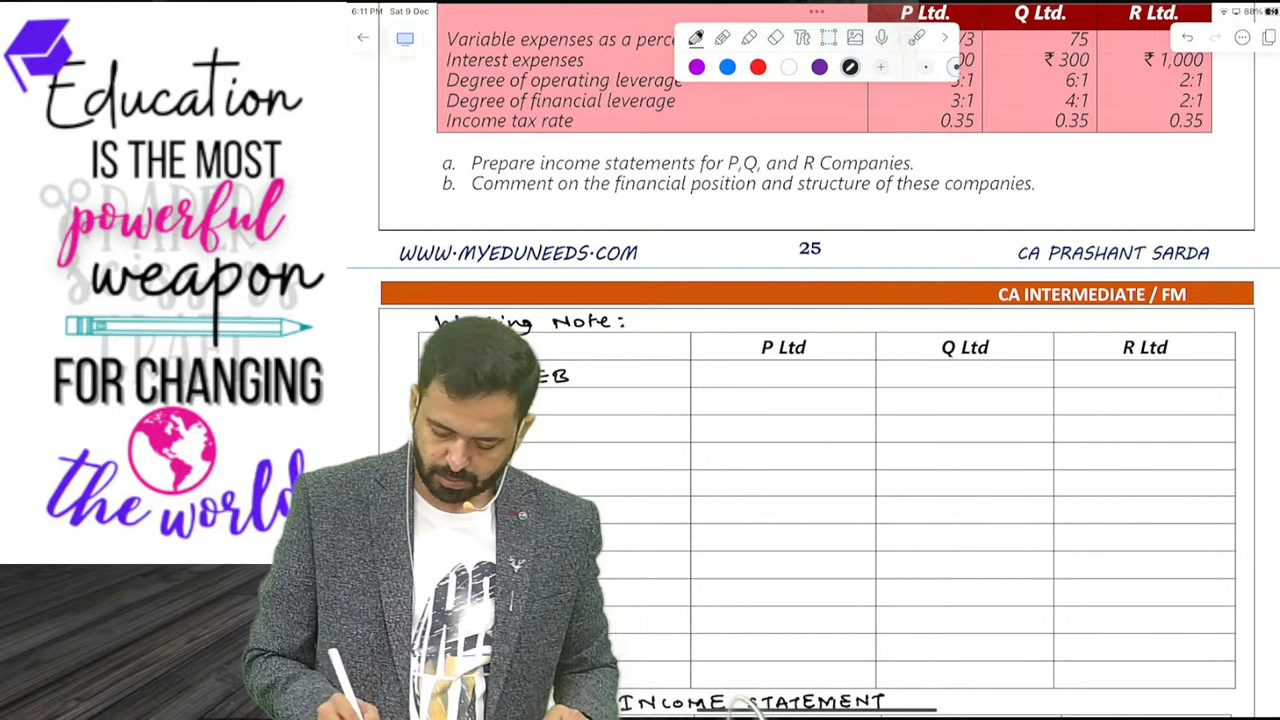 6:11 PM Sat 9 Dec
88%
Education
IS THE MOST
powerful
weapon
FOR CHANGING
the world
P Ltd. Q Ltd. R Ltd.
Variable expenses as a 75
Interest expenses ₹ 300 ₹ 1,000
Degree of operating leverage 6:1 2:1
Degree of financial leverage 3:1 4:1 2:1
Income tax rate 0.35 0.35 0.35
a. Prepare income statements for P,Q, and R Companies.
b. Comment on the financial position and structure of these companies.
WWW.MYEDUNEEDS.COM 25 CA PRASHANT SARDA
CA INTERMEDIATE / FM
Note:
P Ltd Q Ltd R Ltd
INCOME STATEMENT